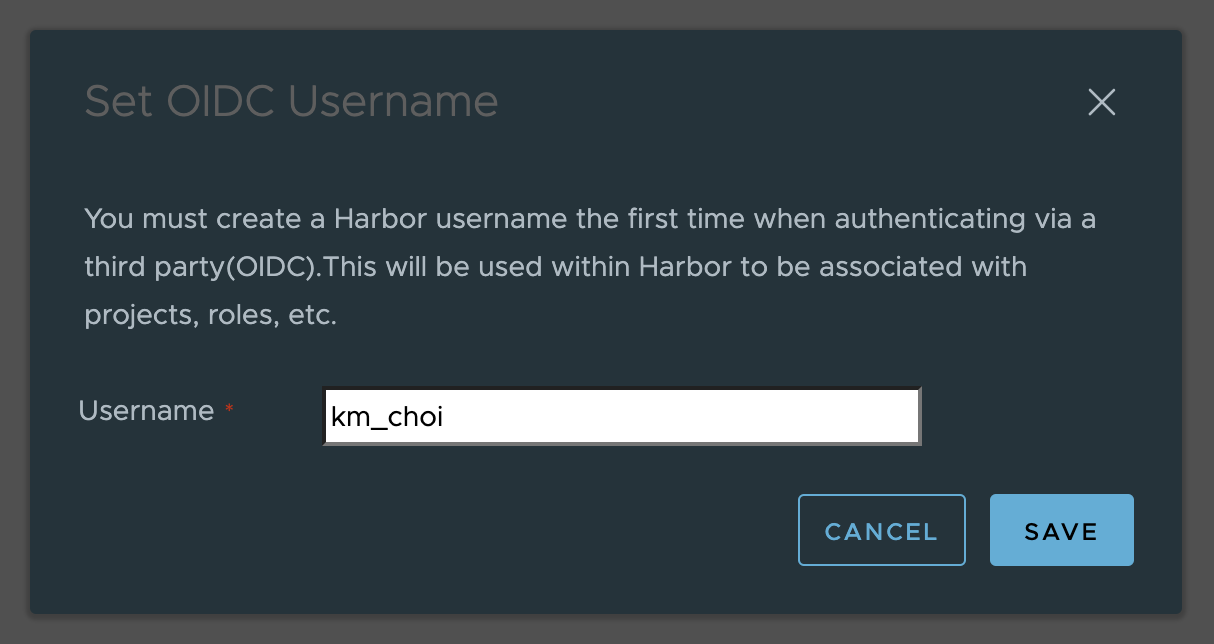 Set OIDC Username
You must create a Harbor username the first time when authenticating via a
third party(OIDC).This will be used within Harbor to be associated with
projects, roles, etc.
Username *
km_choi
CANCEL
SAVE